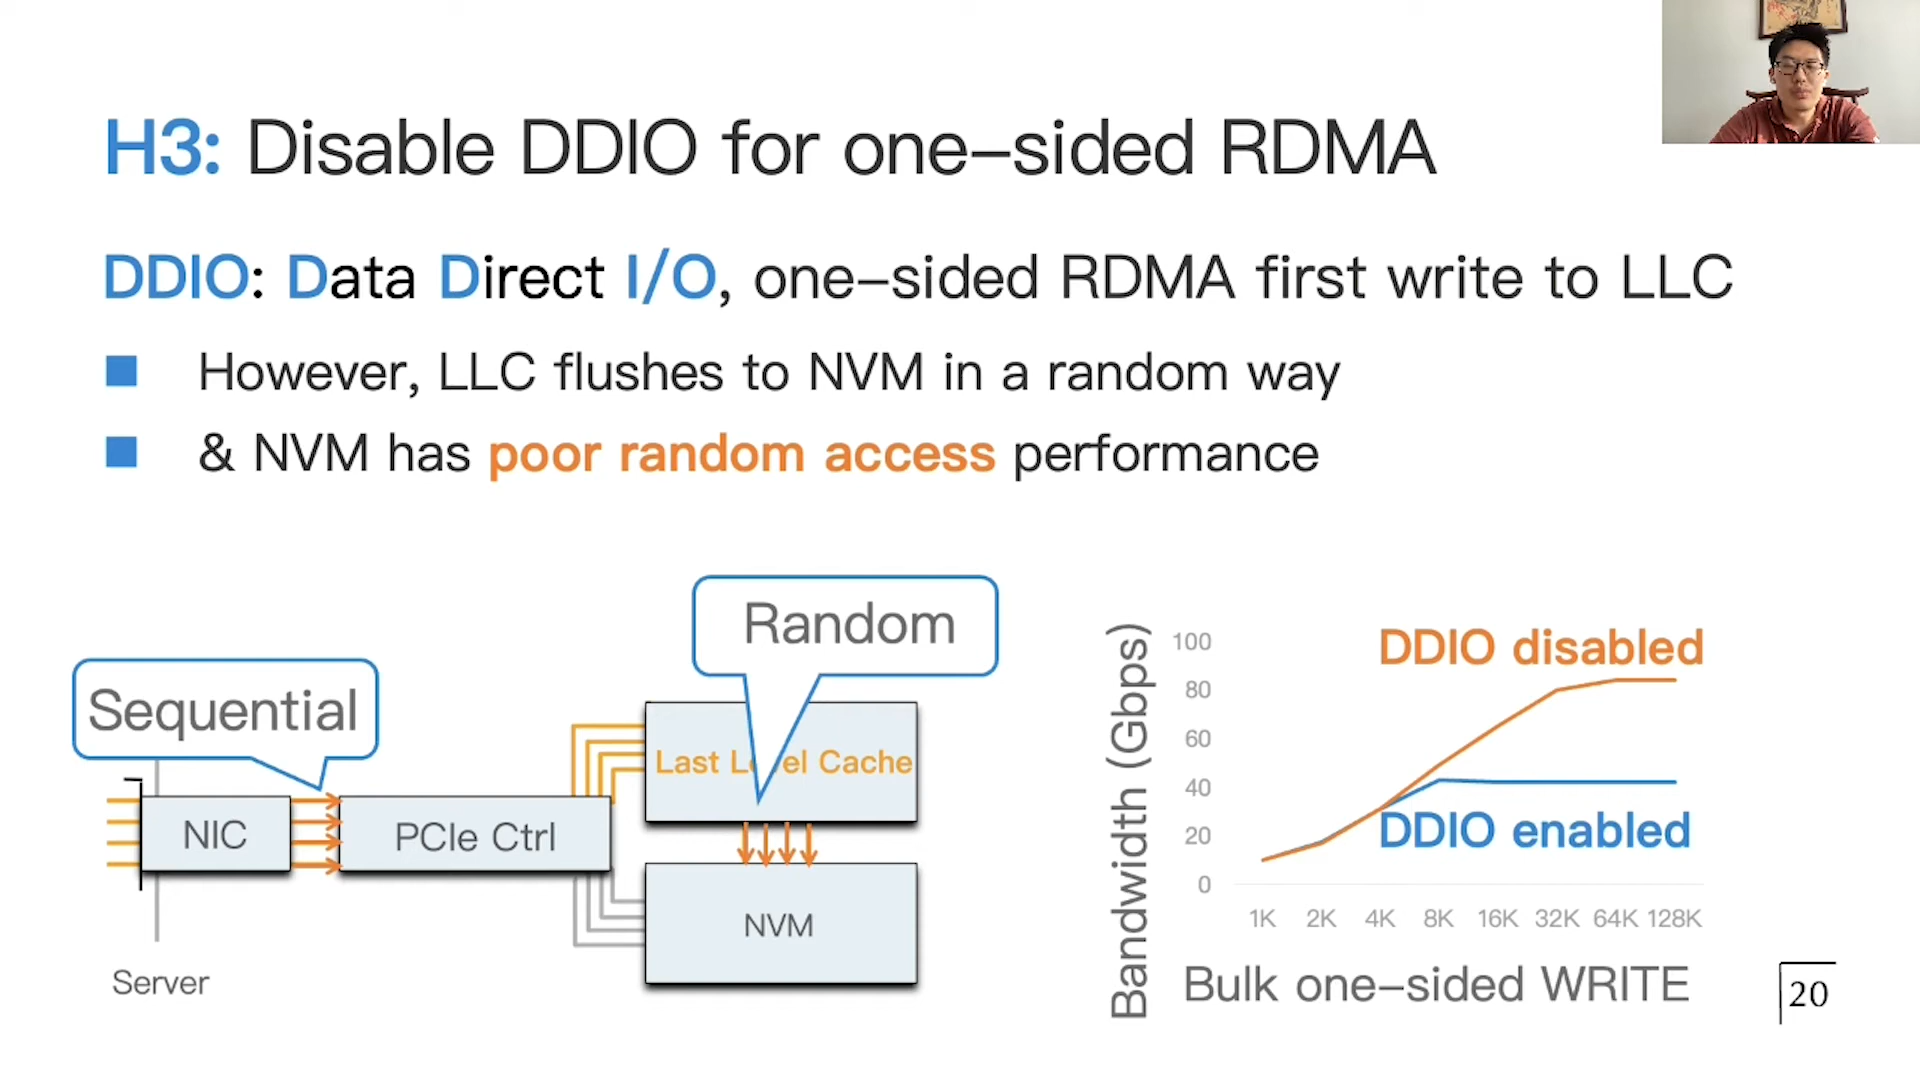 H3: Disable DDIO for one-sided RDMA
DDIO: Data Direct I/O, one-sided RDMA first write to LLC
However, LLC flushes to NVM in a random way
& NVM has poor random access performance
Sequential
Random
NIC
PCIe Ctrl
Last Level Cache
NVM
Server
Bandwidth (Gbps)
100
80
60
40
20
0
DDIO disabled
DDIO enabled
1K 2K 4K 8K 16K 32K 64K 128K
Bulk one-sided WRITE
20